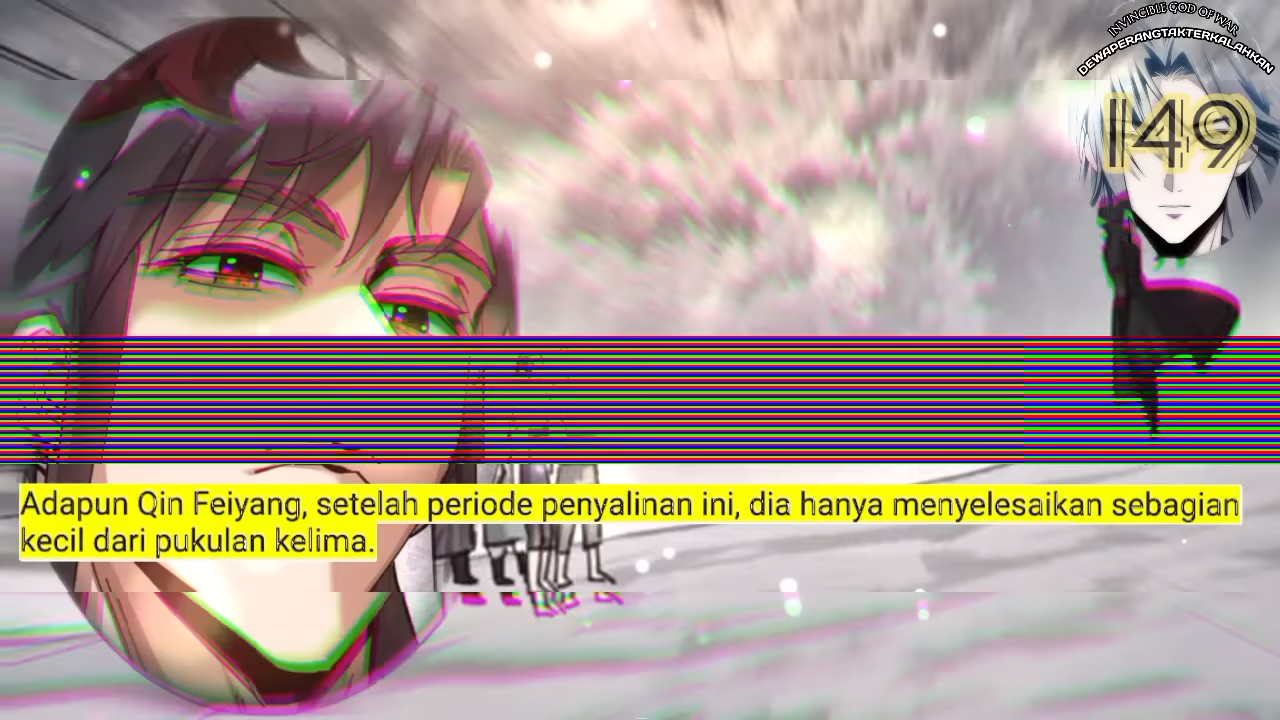 INVINCIBLE GOD OF WAR
DEWAPERANGTAKTERKALAHKAN
149
Adapun Qin Feiyang, setelah periode penyalinan ini, dia hanya menyelesaikan sebagian
kecil dari pukulan kelima.